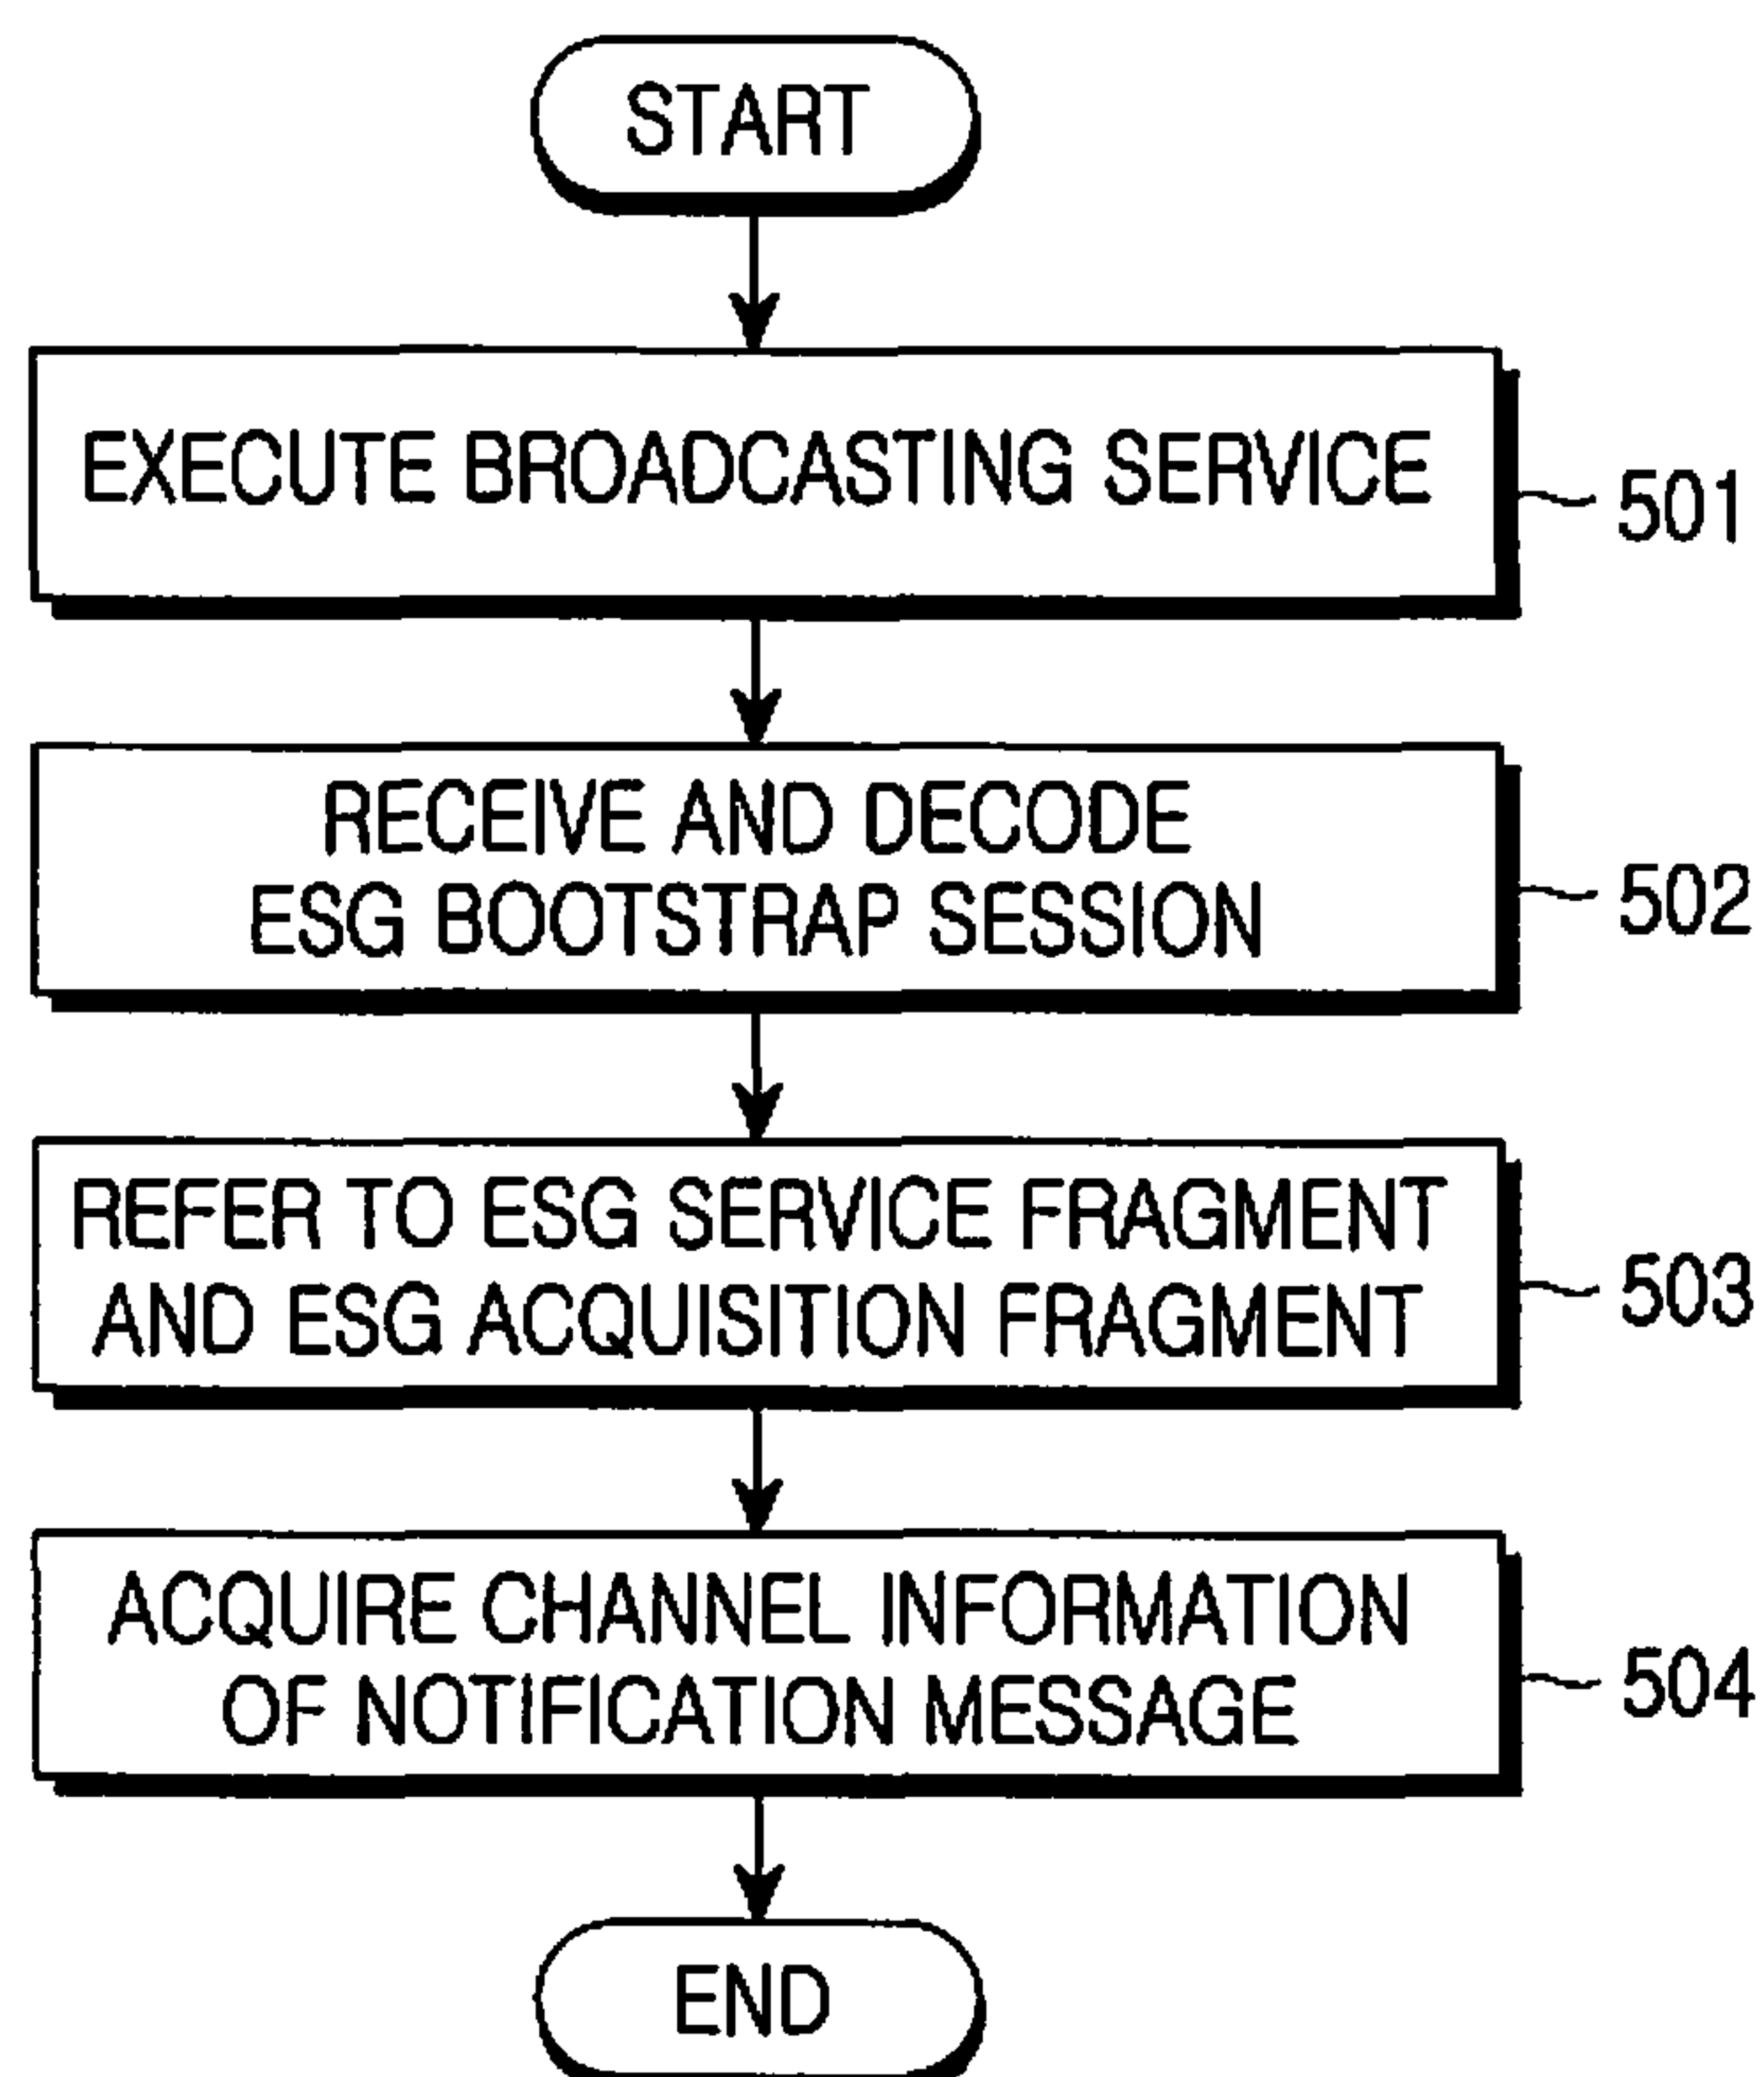 START
EXECUTE BROADCASTING SERVICE
501
RECEIVE AND DECODE
ESG BOOTSTRAP SESSION
502
REFER TO ESG SERVICE FRAGMENT
AND ESG ACQUISITION FRAGMENT
503
ACQUIRE CHANNEL INFORMATION
OF NOTIFICATION MESSAGE
504
END